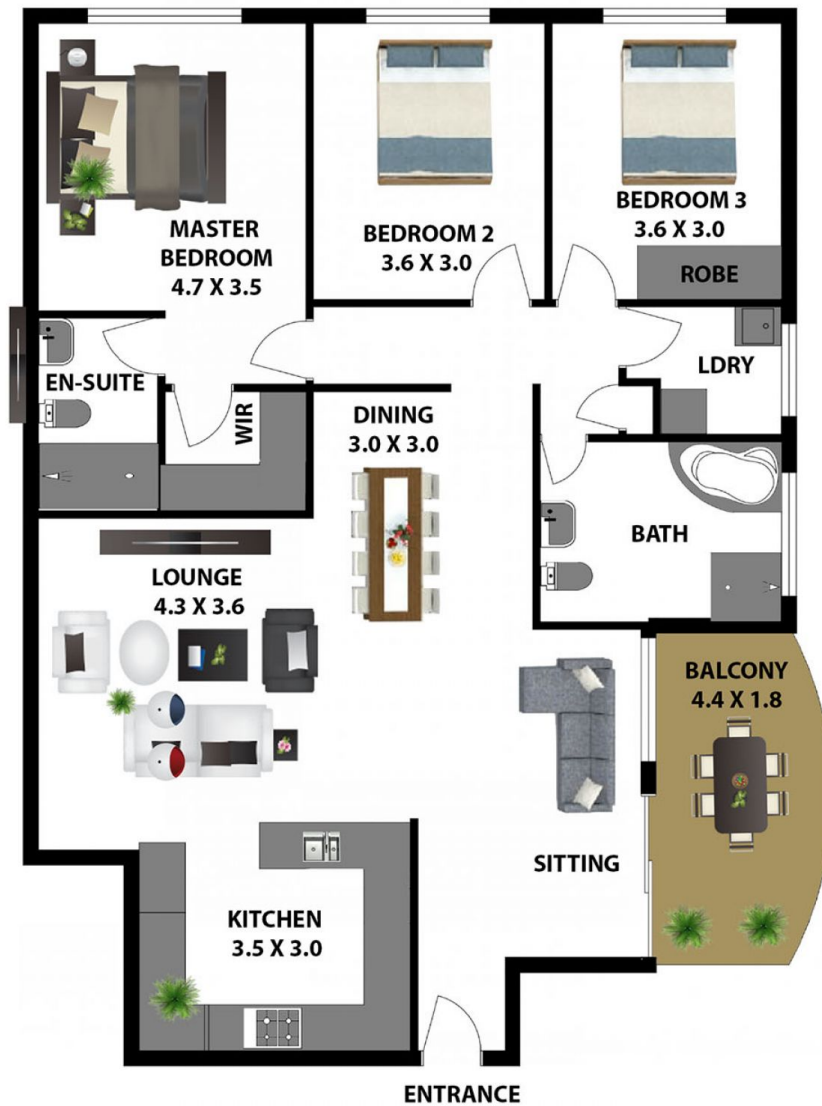 MASTER
BEDROOM
4.7 X 3.5
BEDROOM 2
3.6 X 3.0
BEDROOM 3
3.6 X 3.0
ROBE
EN-SUITE
WIR
DINING
3.0 X 3.0
LDRY
BATH
LOUNGE
4.3 X 3.6
BALCONY
4.4 X 1.8
SITTING
KITCHEN
3.5 X 3.0
ENTRANCE